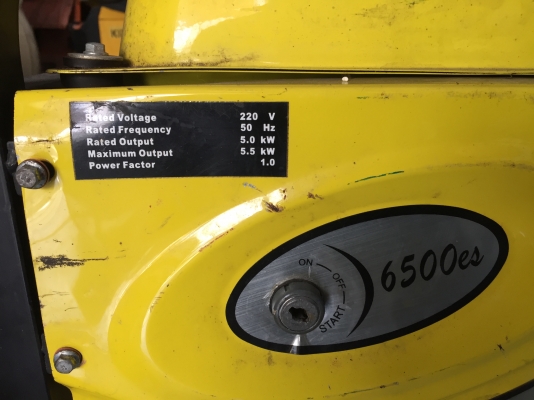 Rated Voltage 220 V
Rated Frequency 50 Hz
Rated Output 5.0 kW
Maximum Output 5.5 kW
Power Factor 1.0
ON
OFF
START
6500es